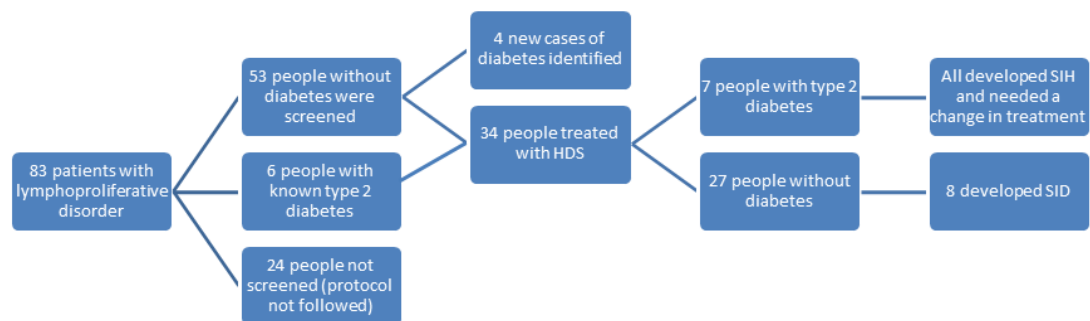 83 patients with
lymphoproliferative
disorder
53 people without
diabetes were
screened
6 people with
known type 2
diabetes
24 people not
screened (protocol
not followed)
4 new cases of
diabetes identified
34 people treated
with HDS
7 people with type 2
diabetes
27 people without
diabetes
All developed SIH
and needed a
change in treatment
8 developed SID